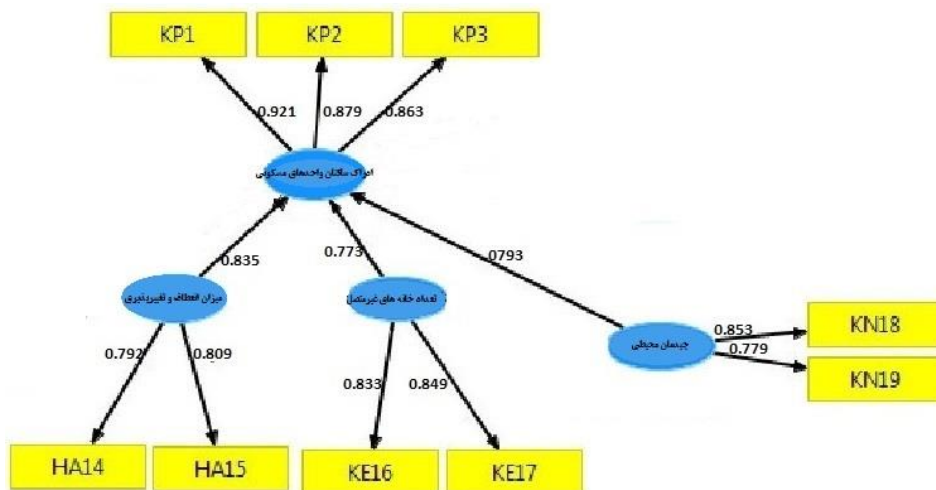 KP1 KP2 KP3
0.921 0.879 0.863
ادراک ساکنان واحدهای مسکونی
0.835 0.773 0793
میزان انعطاف و تغییرپذیری
تعداد خانه های غیرمتصل
چیدمان محیطی
0.853 KN18
0.779 KN19
0.792 0.809 0.833 0.849
HA14 HA15 KE16 KE17